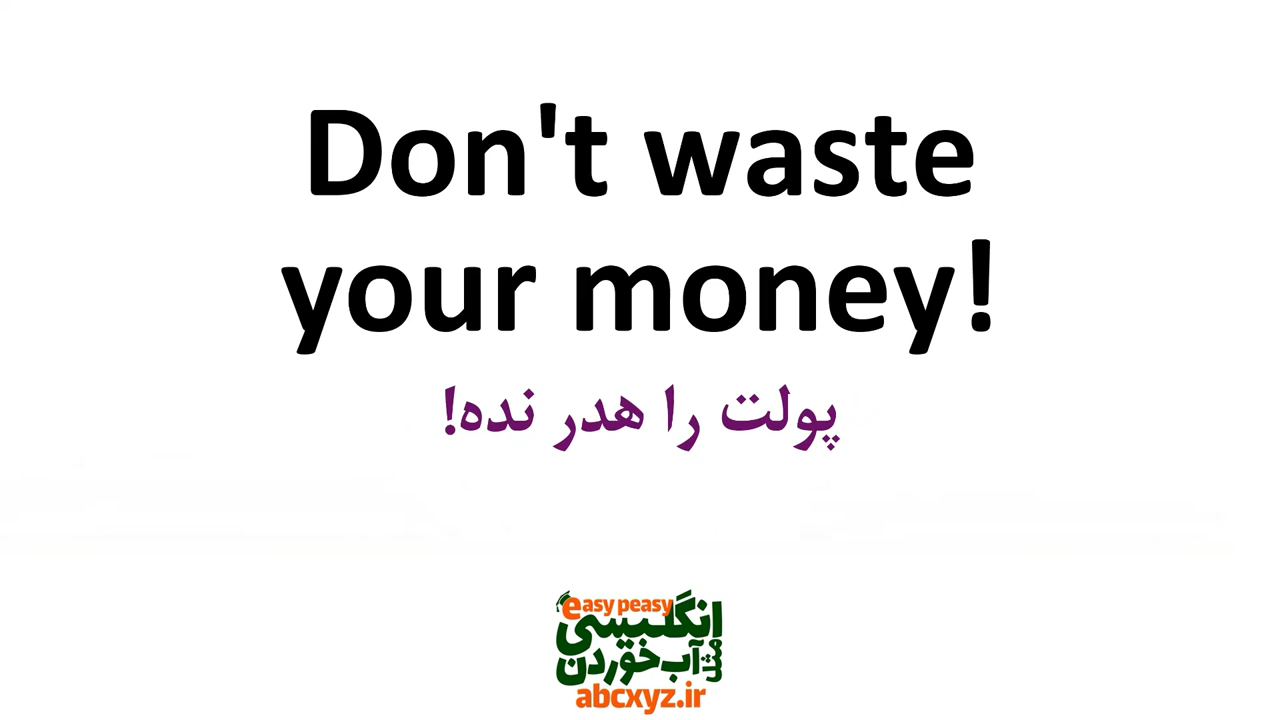 Don't waste
your money!
پولت را هدر نده!
easy peasy
انگلیسی
مثل آب خوردن
abcxyz.ir